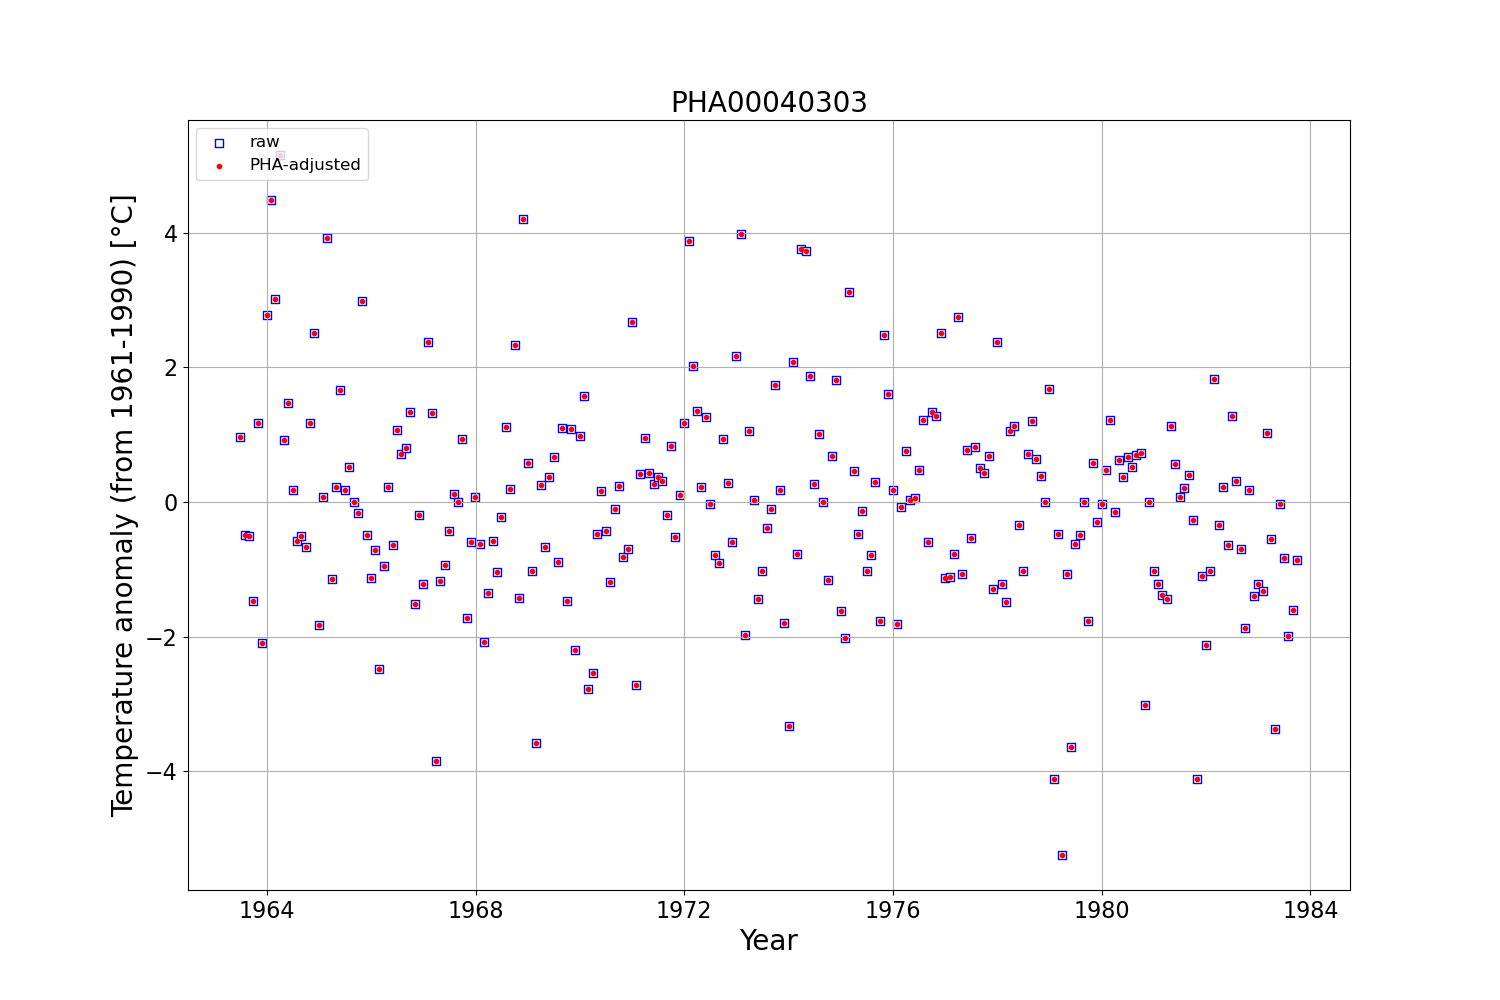 PHA00040303
raw
PHA-adjusted
Temperature anomaly (from 1961-1990) [°C]
4
2
0
−2
−4
1964 1968 1972 1976 1980 1984
Year